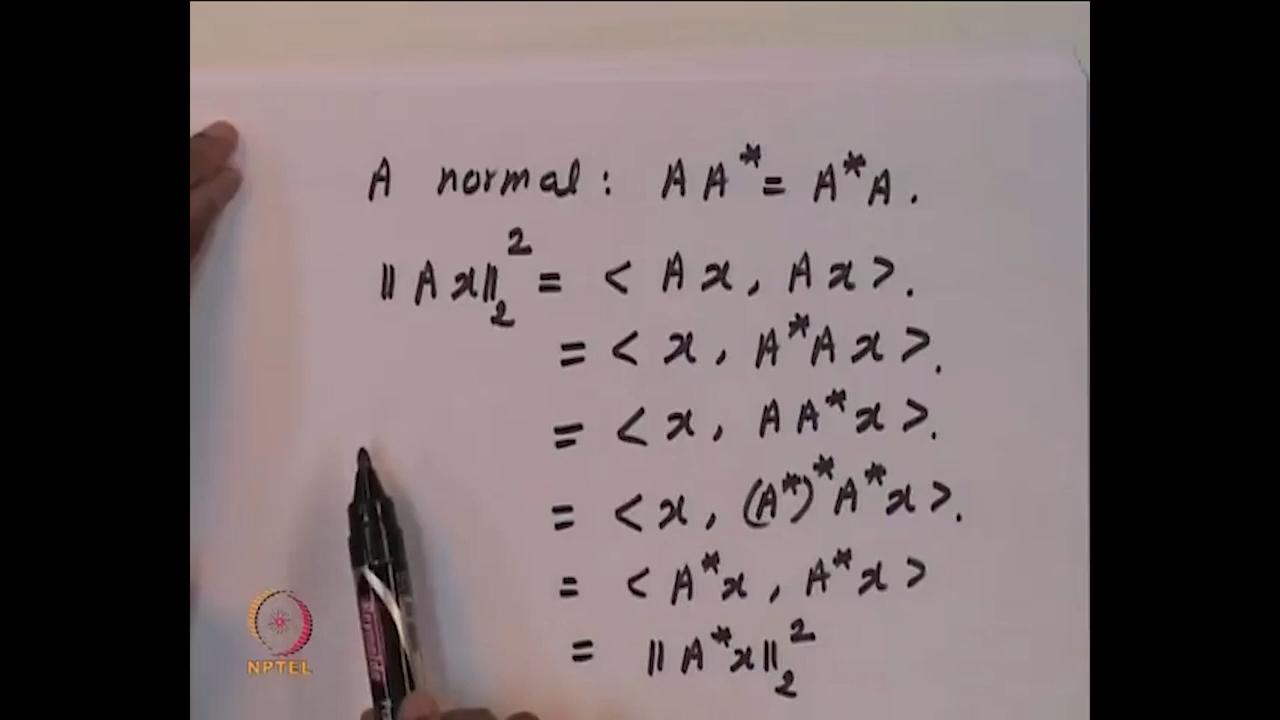 A normal: AA* = A*A.
‖Ax‖₂² = <Ax, Ax>.
= <x, A*Ax>.
= <x, AA*x>.
= <x, (A*)*A*x>.
= <A*x, A*x>
= ‖A*x‖₂²
NPTEL